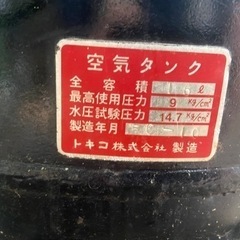 空気タンク
全容積 ℓ
最高使用圧力 9 Kg/cm²
水圧試験圧力 14.7 Kg/cm²
製造年月
トキコ株式会社 製造